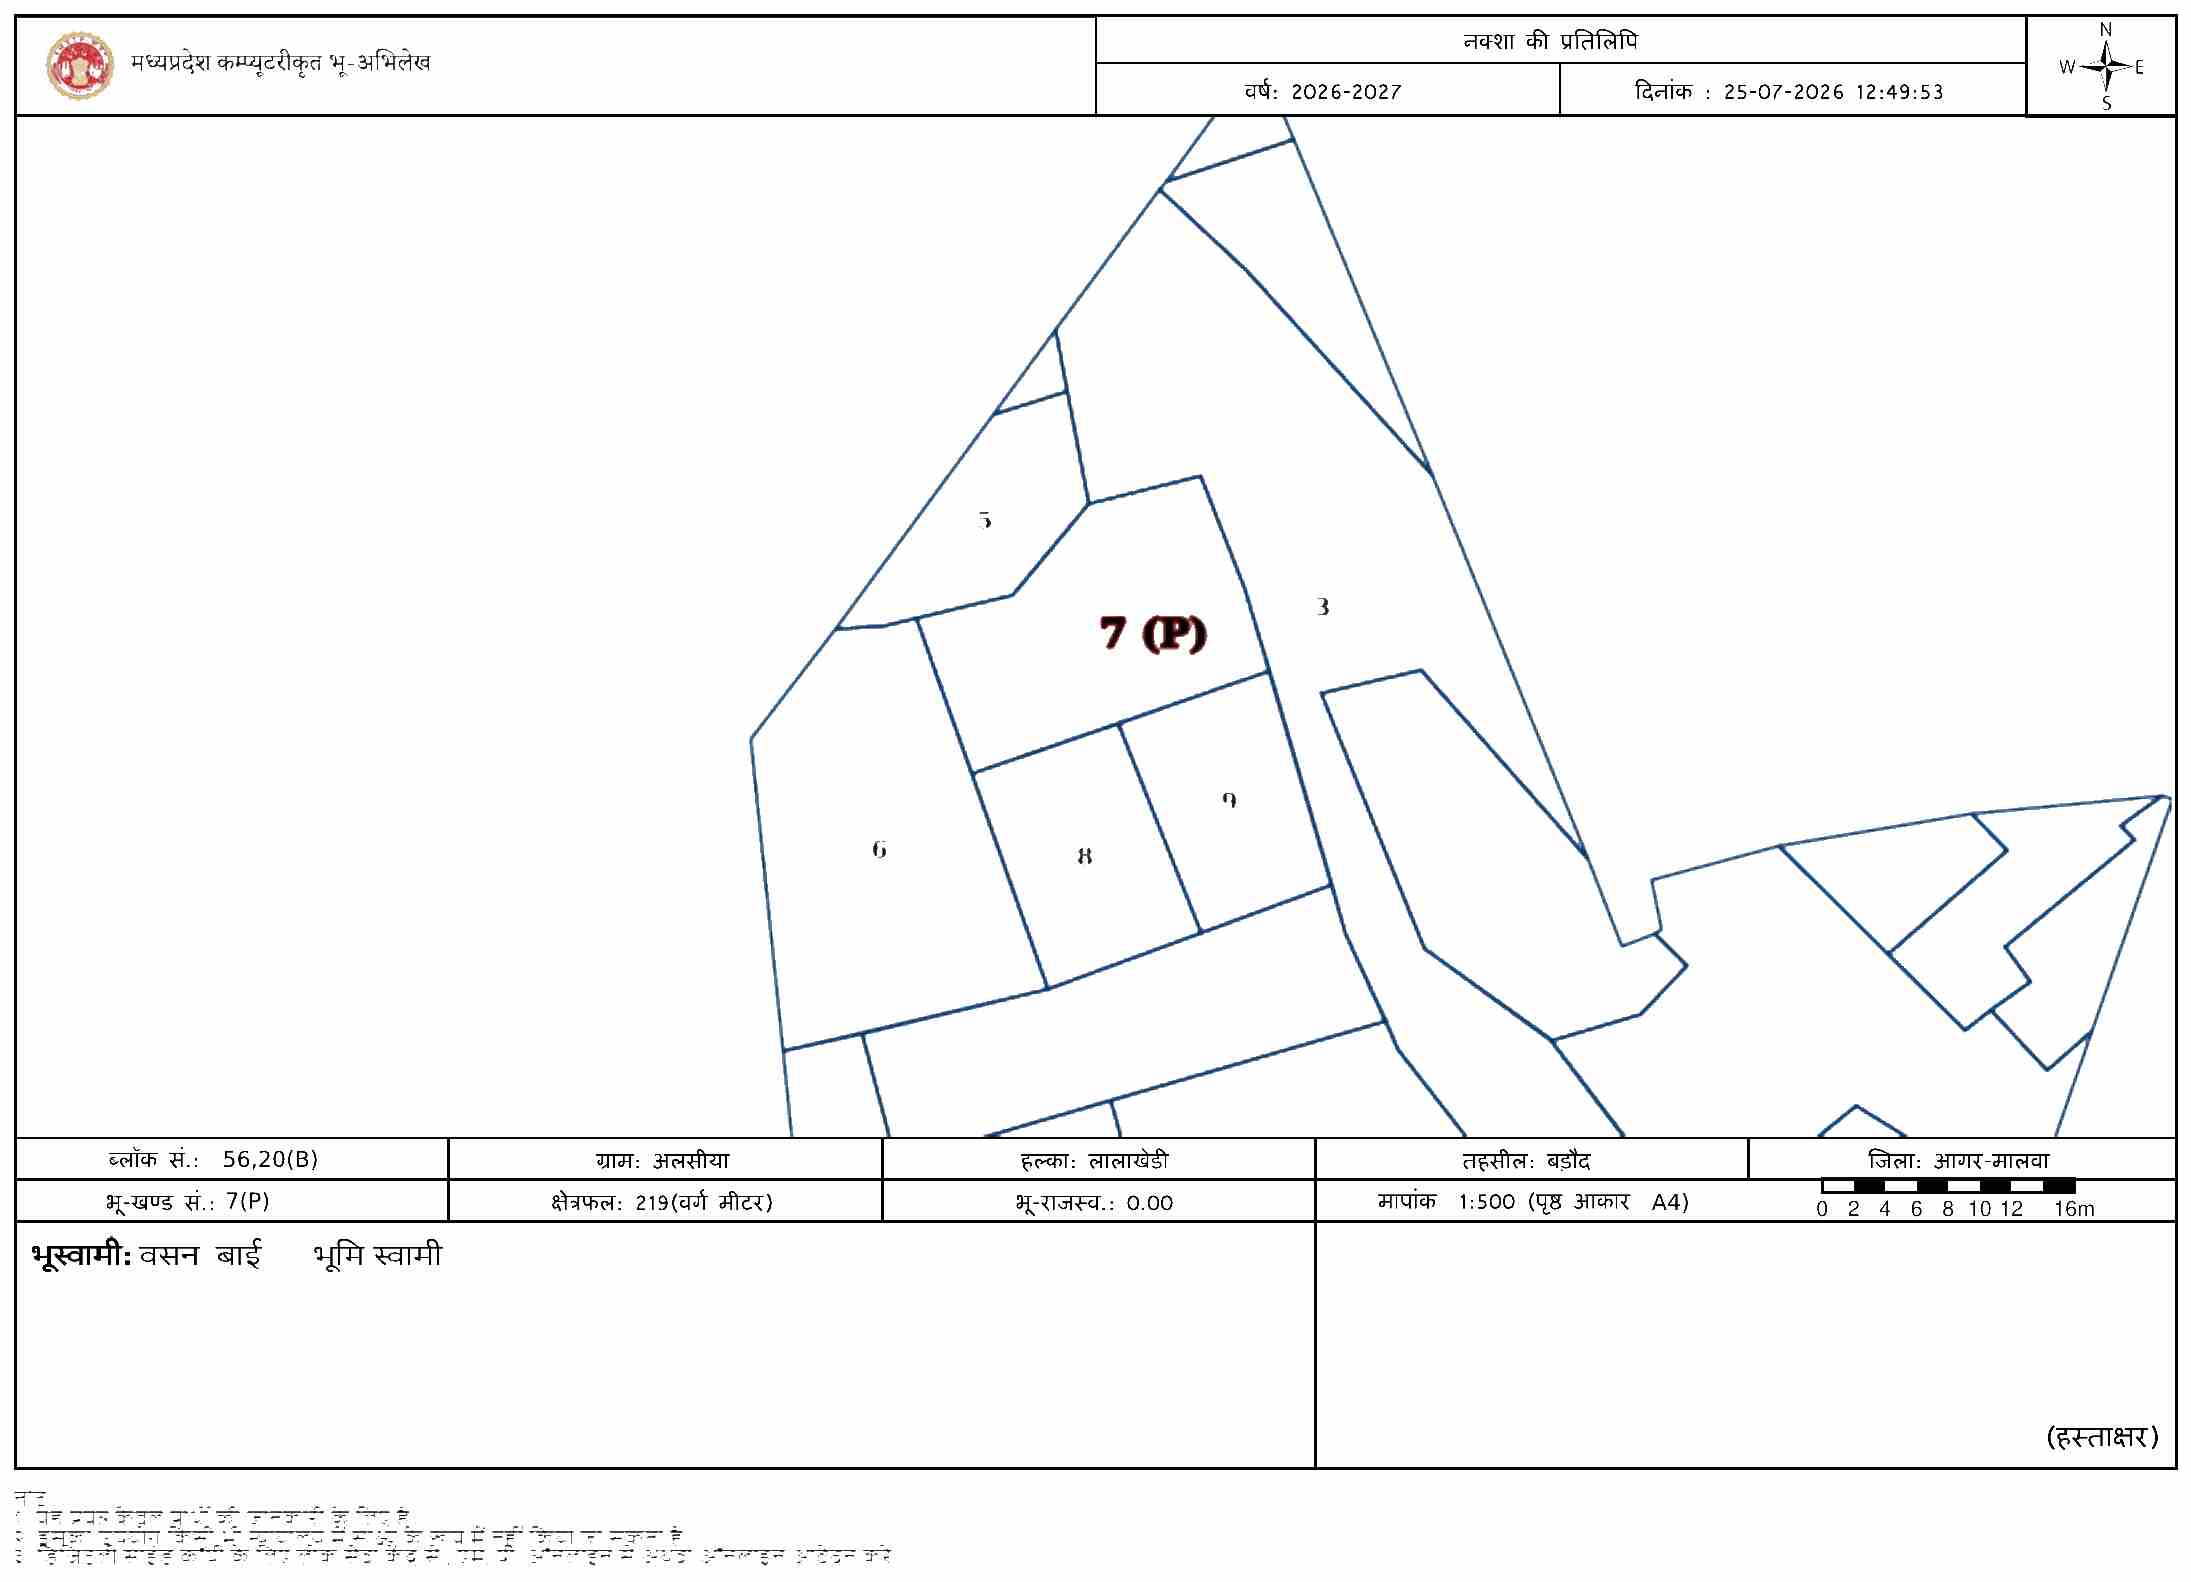 मध्यप्रदेश कम्प्यूटरीकृत भू-अभिलेख
नक्शा की प्रतिलिपि
वर्ष: 2026-2027
दिनांक : 25-07-2026 12:49:53
N
W E
S
5
3
7 (P)
9
6
8
ब्लॉक सं.: 56,20(B)
ग्राम: अलसीया
हल्का: लालाखेडी
तहसील: बड़ौद
जिला: आगर-मालवा
भू-खण्ड सं.: 7(P)
क्षेत्रफल: 219(वर्ग मीटर)
भू-राजस्व.: 0.00
मापांक 1:500 (पृष्ठ आकार A4)
0 2 4 6 8 10 12 16m
भूस्वामी: वसन बाई भूमि स्वामी
(हस्ताक्षर)